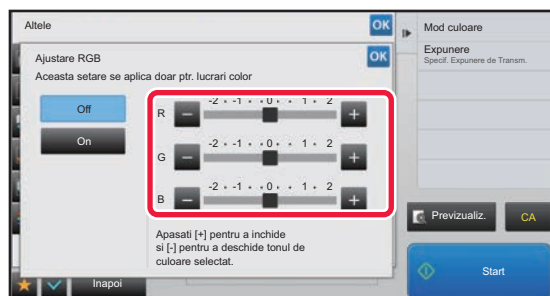 Altele
OK
Mod culoare
Expunere
Specif. Expunere de Transm.
Ajustare RGB
OK
Aceasta setare se aplica doar ptr. lucrari color
Off
On
R
-2 -1 0 1 2
G
-2 -1 0 1 2
B
-2 -1 0 1 2
Apasati [+] pentru a inchide
si [-] pentru a deschide tonul de
culoare selectat.
Previzualiz.
CA
Inapoi
Start